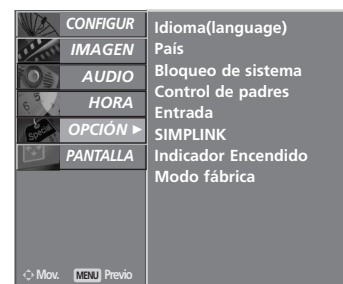 CONFIGUR
IMAGEN
AUDIO
HORA
OPCIÓN
PANTALLA
Mov. MENU Previo
Idioma(language)
País
Bloqueo de sistema
Control de padres
Entrada
SIMPLINK
Indicador Encendido
Modo fábrica